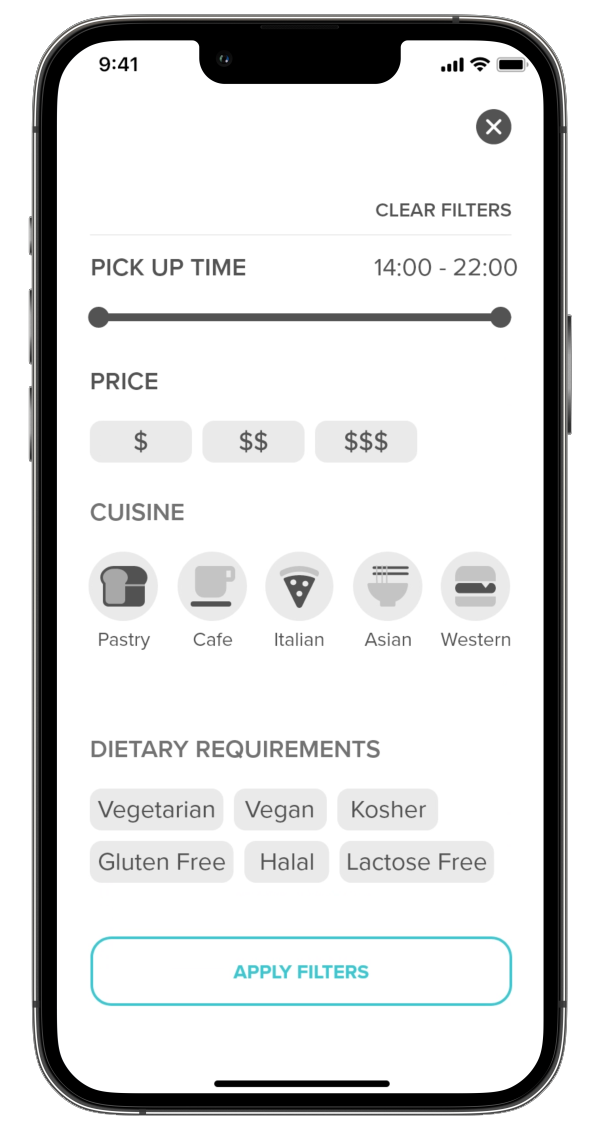 9:41
CLEAR FILTERS
PICK UP TIME 14:00 - 22:00
PRICE
$ $$ $$$
CUISINE
Pastry Cafe Italian Asian Western
DIETARY REQUIREMENTS
Vegetarian Vegan Kosher
Gluten Free Halal Lactose Free
APPLY FILTERS